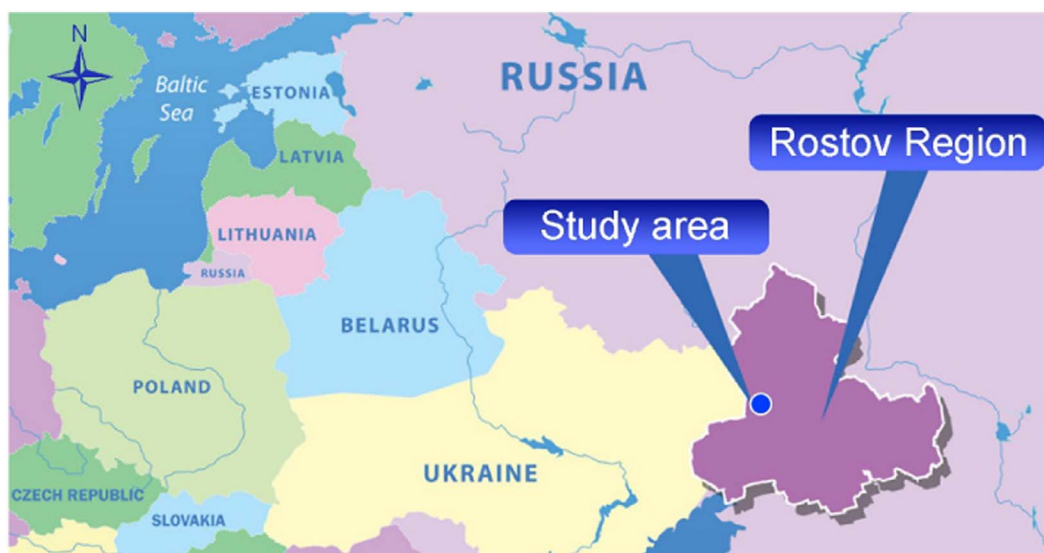 N
Baltic
Sea
ESTONIA
RUSSIA
LATVIA
Rostov Region
Study area
LITHUANIA
RUSSIA
BELARUS
POLAND
UKRAINE
CZECH REPUBLIC
SLOVAKIA